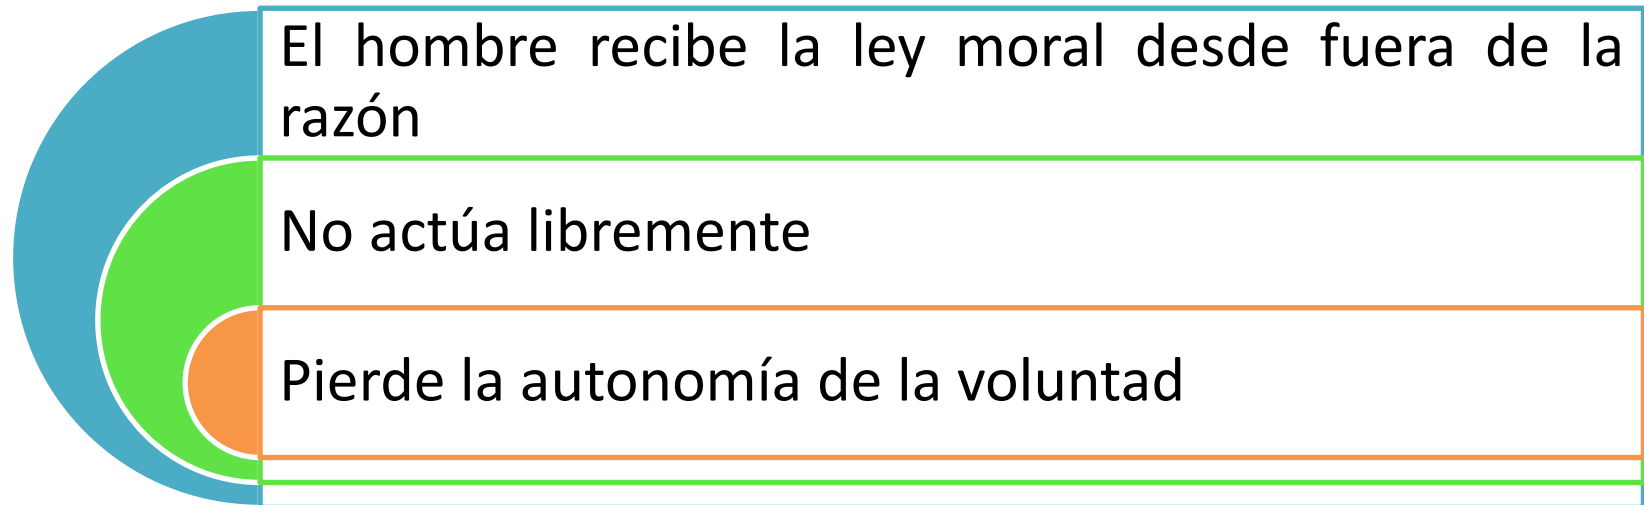 El hombre recibe la ley moral desde fuera de la
razón
No actúa libremente
Pierde la autonomía de la voluntad